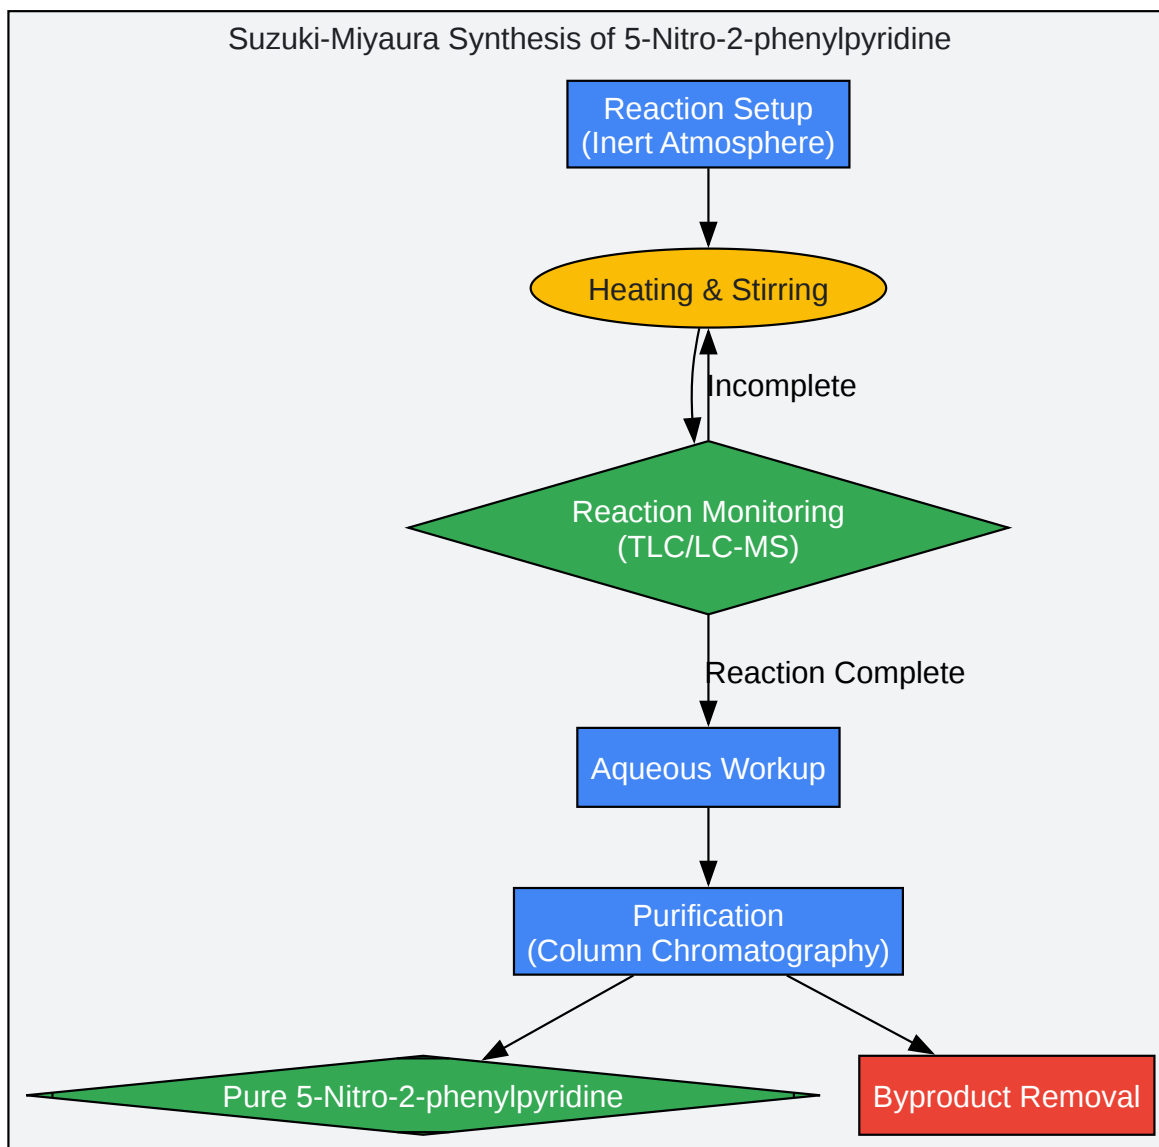 Suzuki-Miyaura Synthesis of 5-Nitro-2-phenylpyridine
Reaction Setup
(Inert Atmosphere)
Heating & Stirring
Incomplete
Reaction Monitoring
(TLC/LC-MS)
Reaction Complete
Aqueous Workup
Purification
(Column Chromatography)
Pure 5-Nitro-2-phenylpyridine
Byproduct Removal